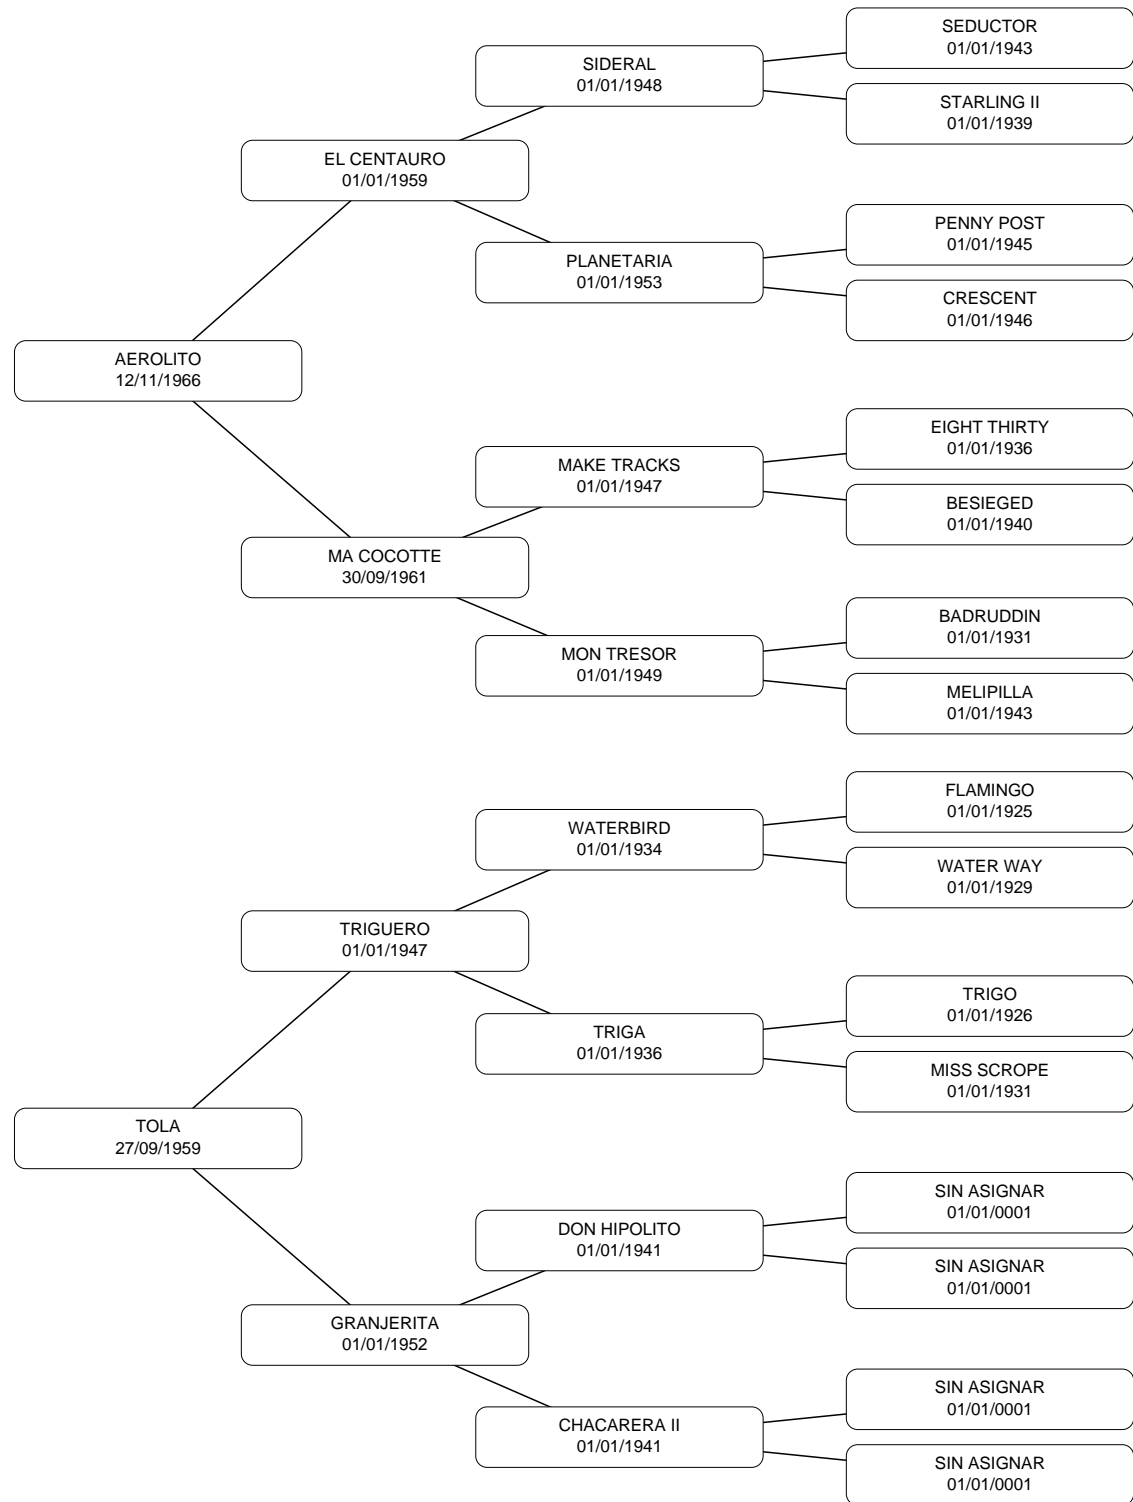 SEDUCTOR
01/01/1943
SIDERAL
01/01/1948
STARLING II
01/01/1939
EL CENTAURO
01/01/1959
PENNY POST
01/01/1945
PLANETARIA
01/01/1953
CRESCENT
01/01/1946
AEROLITO
12/11/1966
EIGHT THIRTY
01/01/1936
MAKE TRACKS
01/01/1947
BESIEGED
01/01/1940
MA COCOTTE
30/09/1961
BADRUDDIN
01/01/1931
MON TRESOR
01/01/1949
MELIPILLA
01/01/1943
FLAMINGO
01/01/1925
WATERBIRD
01/01/1934
WATER WAY
01/01/1929
TRIGUERO
01/01/1947
TRIGO
01/01/1926
TRIGA
01/01/1936
MISS SCROPE
01/01/1931
TOLA
27/09/1959
SIN ASIGNAR
01/01/0001
DON HIPOLITO
01/01/1941
SIN ASIGNAR
01/01/0001
GRANJERITA
01/01/1952
SIN ASIGNAR
01/01/0001
CHACARERA II
01/01/1941
SIN ASIGNAR
01/01/0001